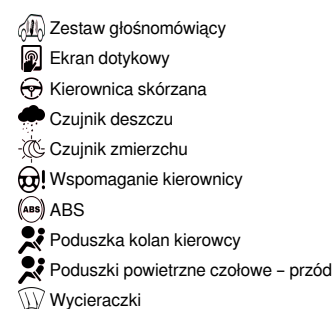 Zestaw głośnomówiący
Ekran dotykowy
Kierownica skórzana
Czujnik deszczu
Czujnik zmierzchu
Wspomaganie kierownicy
(ABS) ABS
Poduszka kolan kierowcy
Poduszki powietrzne czołowe – przód
Wycieraczki